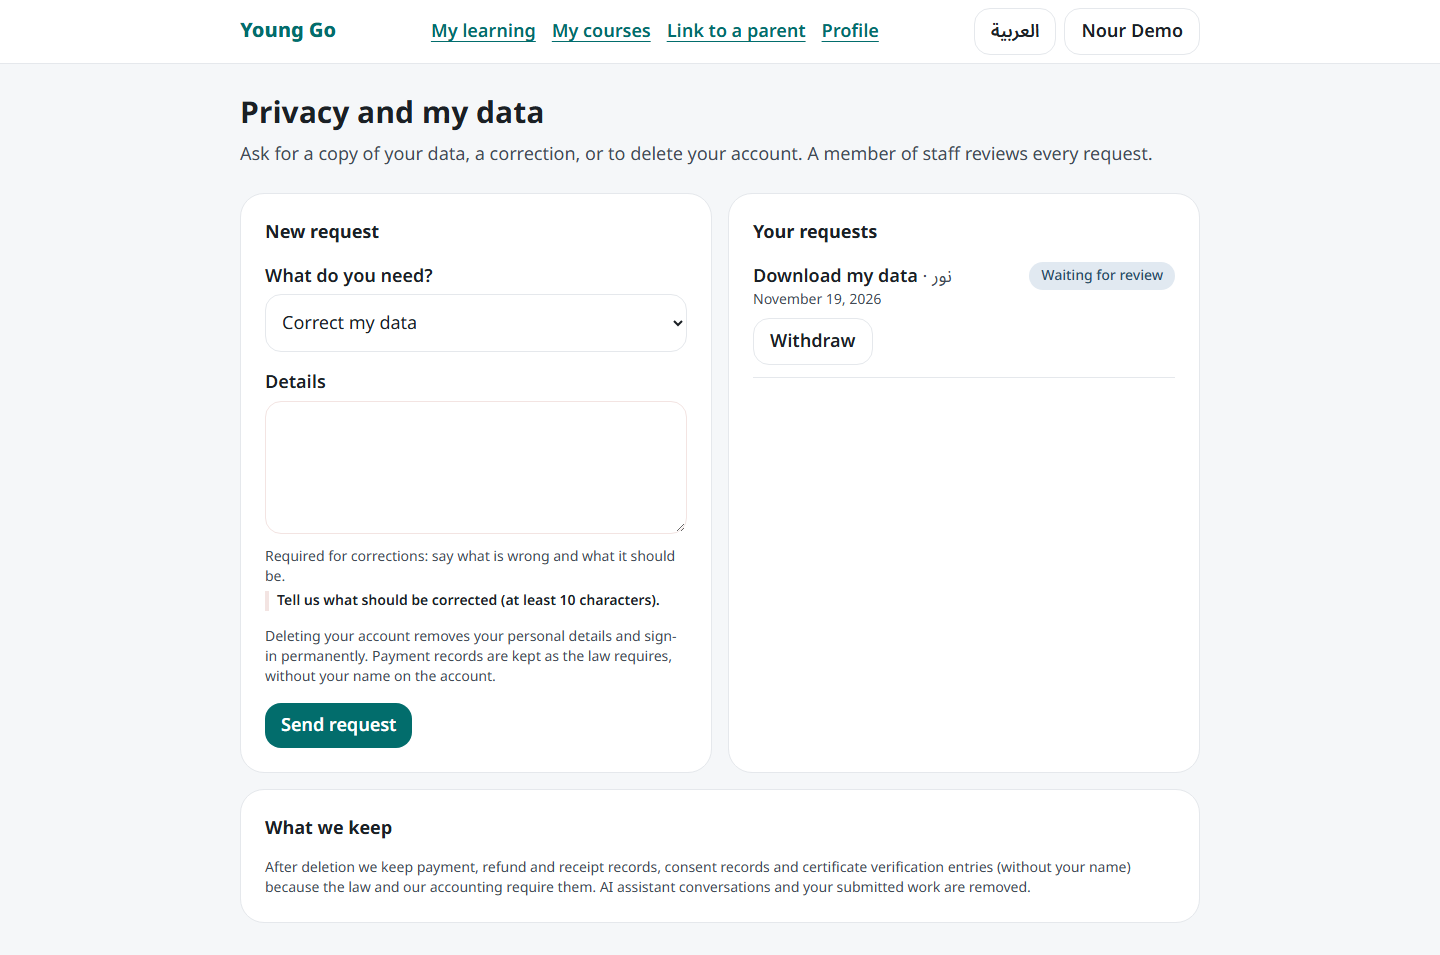 Young Go
My learning
My courses
Link to a parent
Profile
العربية
Nour Demo
Privacy and my data
Ask for a copy of your data, a correction, or to delete your account. A member of staff reviews every request.
New request
What do you need?
Correct my data
Details
Required for corrections: say what is wrong and what it should
be.
Tell us what should be corrected (at least 10 characters).
Deleting your account removes your personal details and sign-
in permanently. Payment records are kept as the law requires,
without your name on the account.
Send request
Your requests
Download my data · نور
Waiting for review
November 19, 2026
Withdraw
What we keep
After deletion we keep payment, refund and receipt records, consent records and certificate verification entries (without your name)
because the law and our accounting require them. AI assistant conversations and your submitted work are removed.